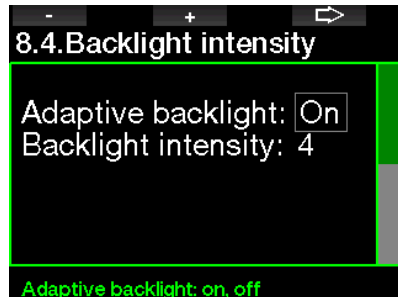 - +
8.4.Backlight intensity
Adaptive backlight: On
Backlight intensity: 4
Adaptive backlight: on, off